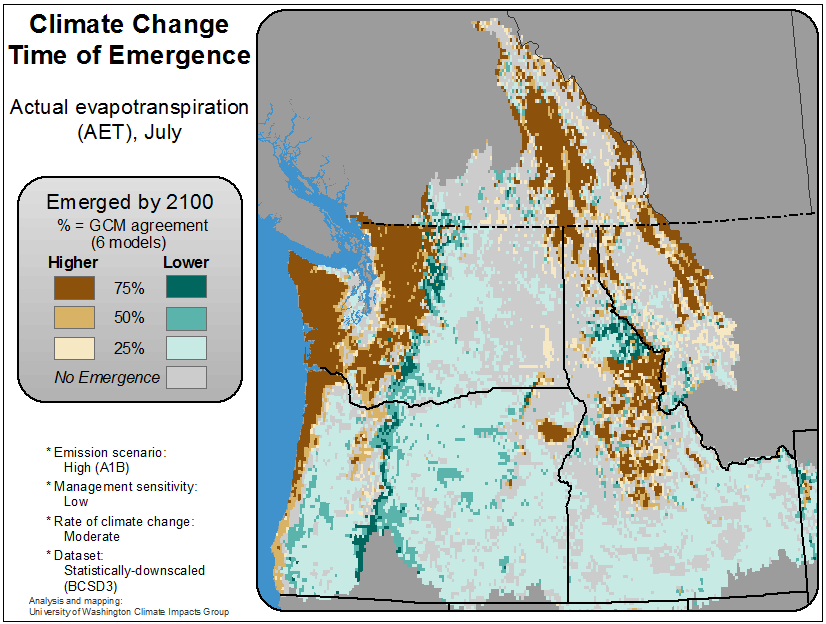 Climate Change
Time of Emergence
Actual evapotranspiration
(AET), July
Emerged by 2100
% = GCM agreement
(6 models)
Higher Lower
75%
50%
25%
No Emergence
* Emission scenario:
High (A1B)
* Management sensitivity:
Low
* Rate of climate change:
Moderate
* Dataset:
Statistically-downscaled
(BCSD3)
Analysis and mapping:
University of Washington Climate Impacts Group